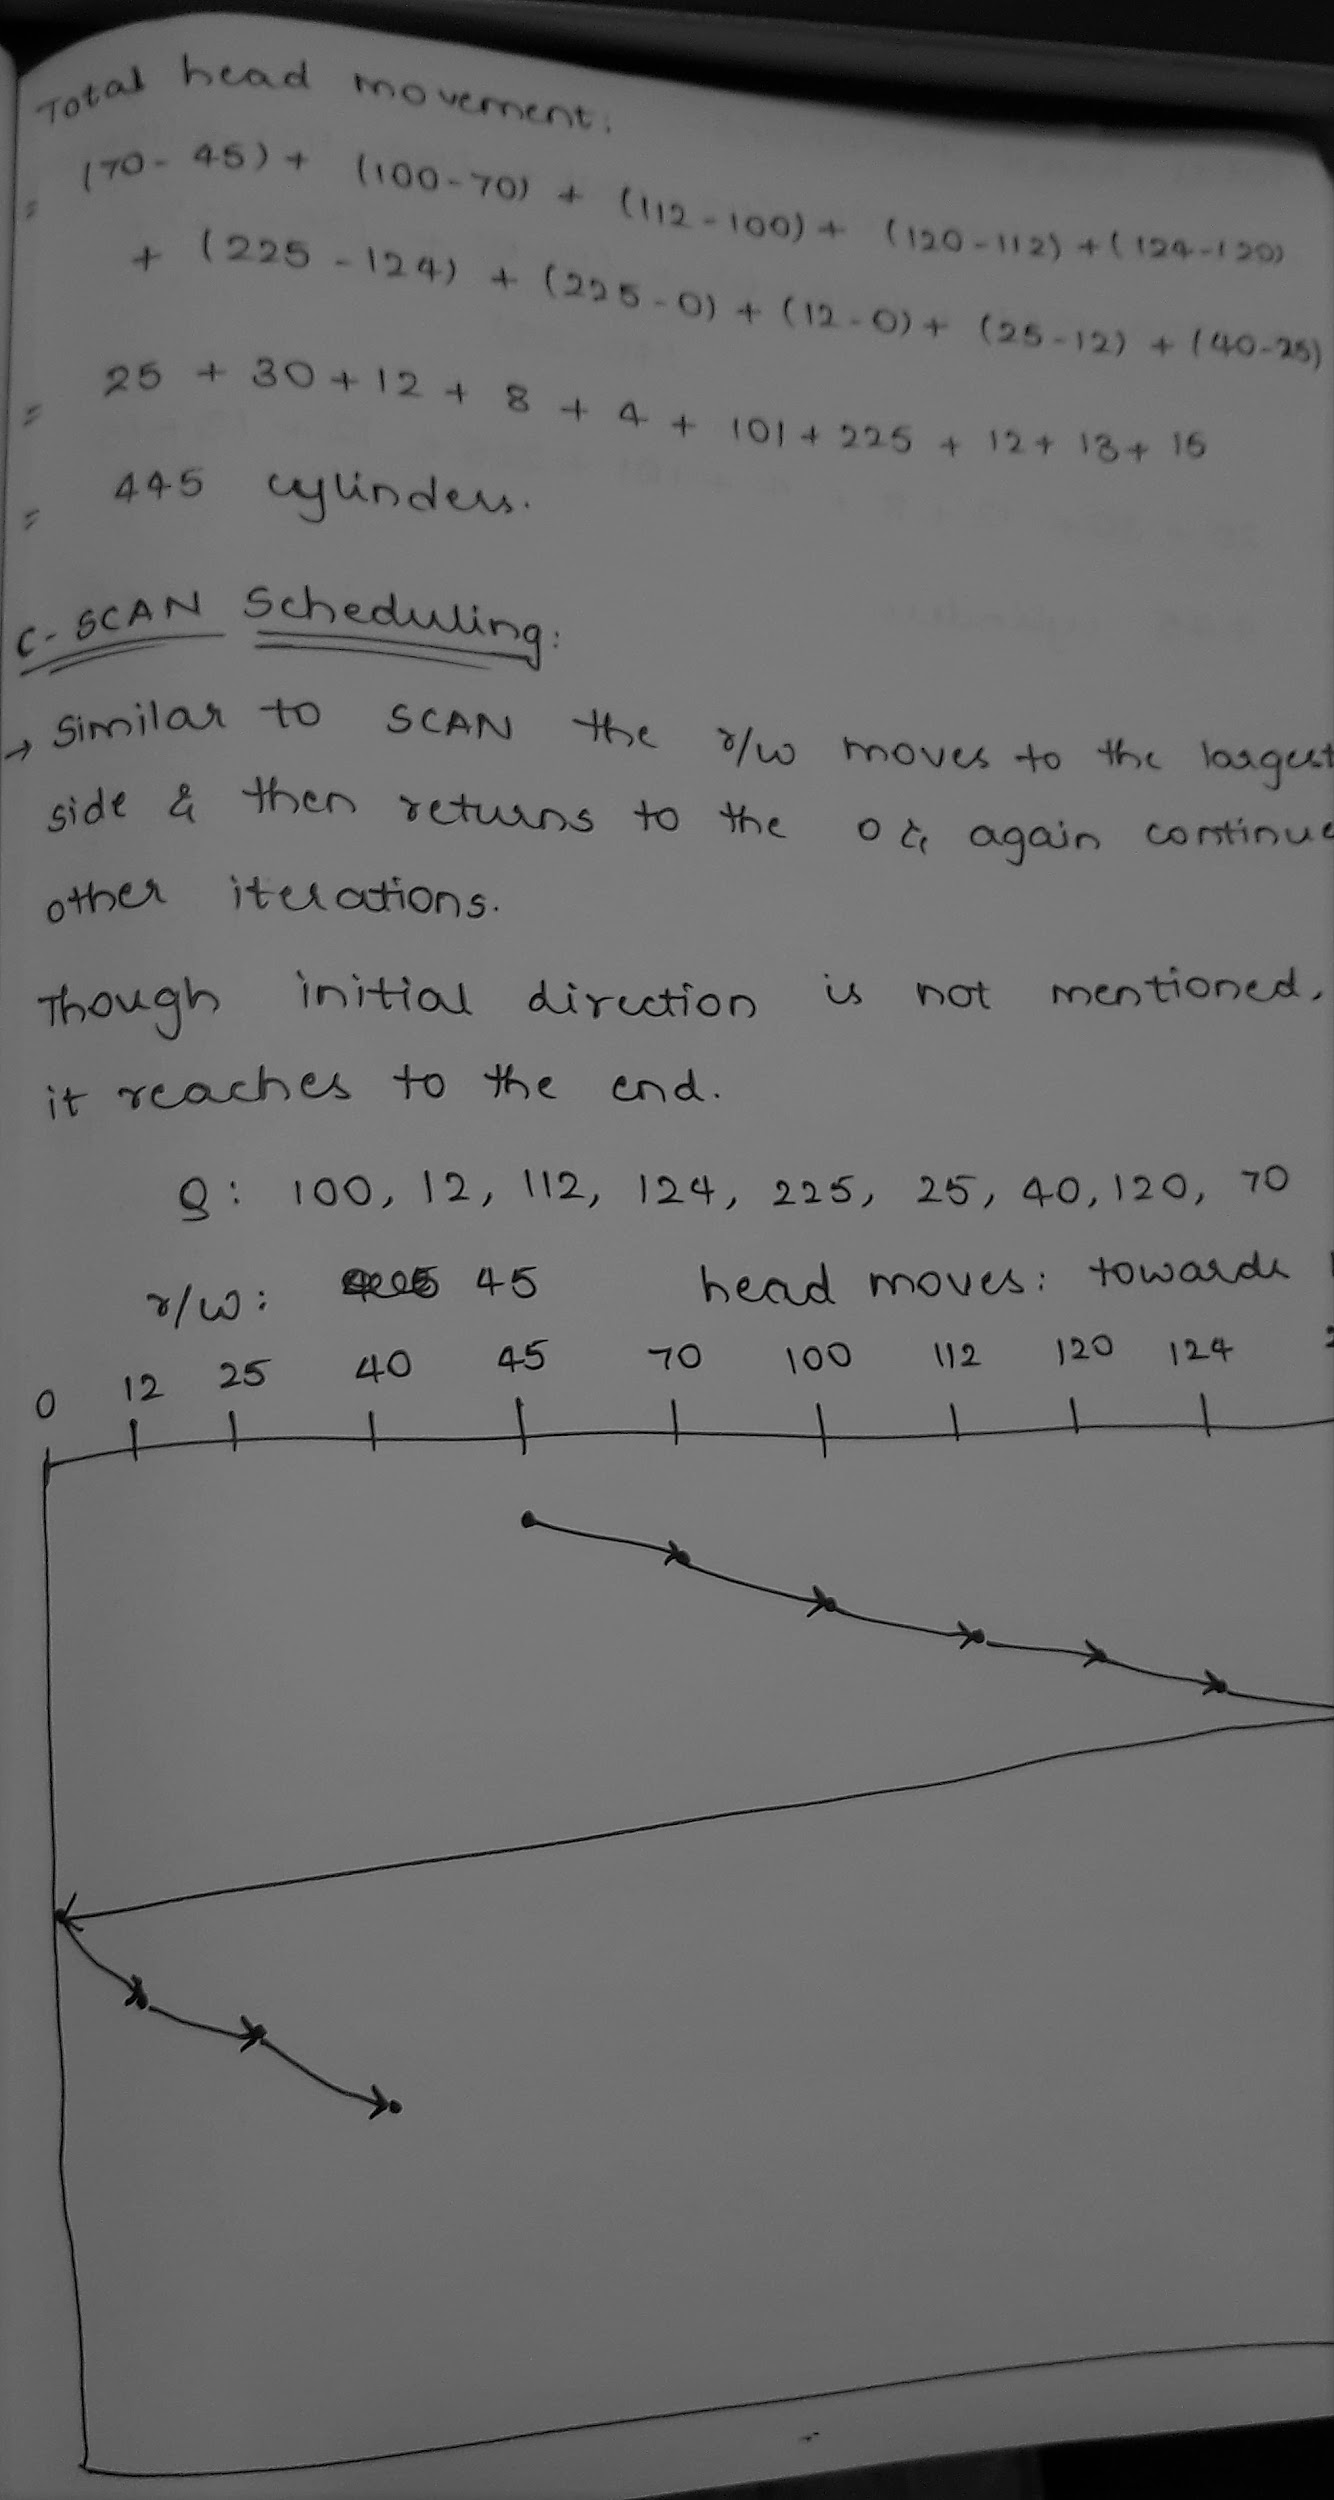 Total head movement:
= (70-45) + (100-70) + (112-100) + (120-112) + (124-120)
+ (225-124) + (225-0) + (12-0) + (25-12) + (40-25)
= 25 + 30 + 12 + 8 + 4 + 101 + 225 + 12 + 13 + 15
= 445 cylinders.
C-SCAN Scheduling:
→ Similar to SCAN the r/w moves to the largest
side & then returns to the 0 & again continue
other iterations.
Though initial direction is not mentioned,
it reaches to the end.
Q: 100, 12, 112, 124, 225, 25, 40, 120, 70
r/w: 45 head moves: towards
0 12 25 40 45 70 100 112 120 124